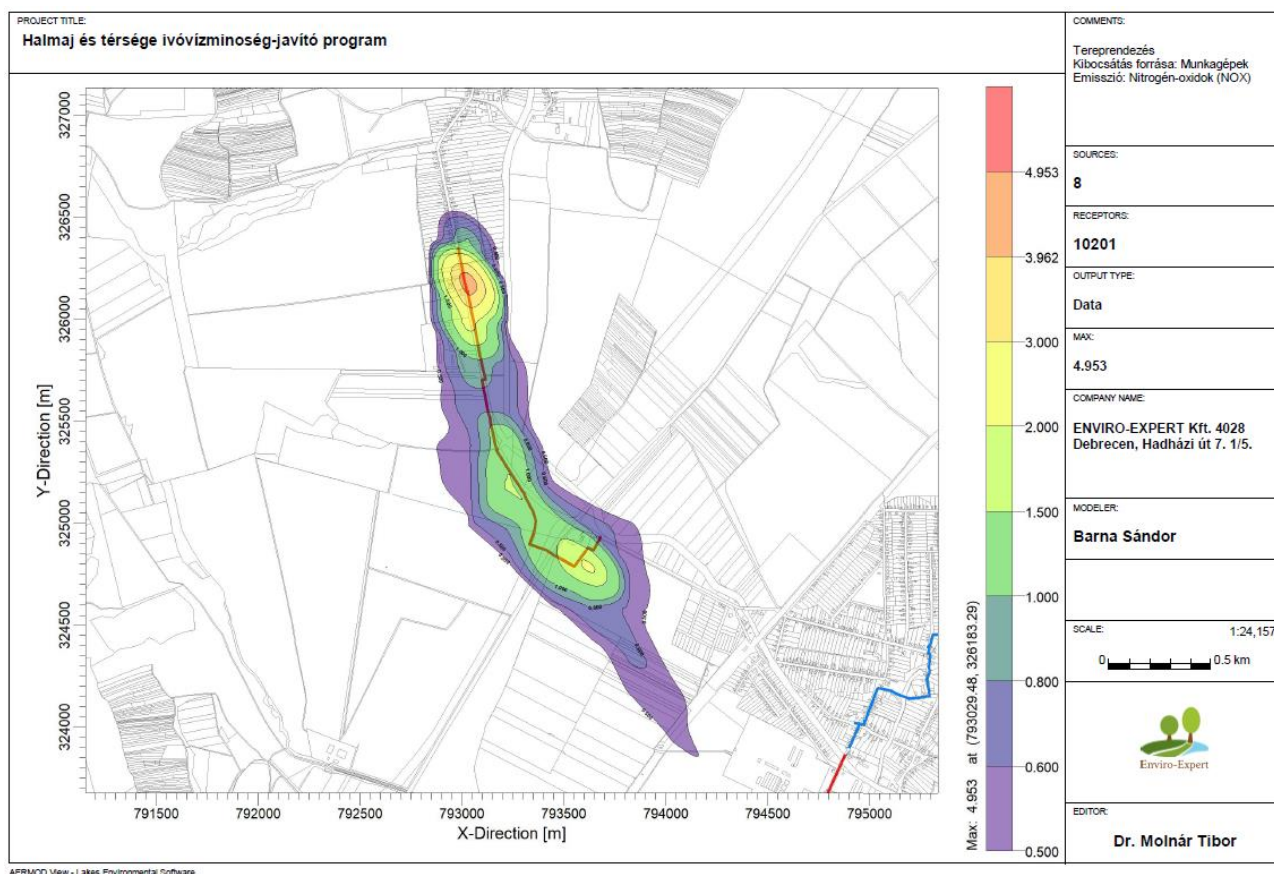 PROJECT TITLE:
Halmaj és térsége ivóvízminoség-javító program
COMMENTS:
Tereprendezés
Kibocsátás forrása: Munkagépek
Emisszió: Nitrogén-oxidok (NOX)
SOURCES:
8
RECEPTORS:
10201
OUTPUT TYPE:
Data
MAX:
4.953
COMPANY NAME:
ENVIRO-EXPERT Kft. 4028
Debrecen, Hadházi út 7. 1/5.
MODELER:
Barna Sándor
SCALE:
1:24,157
0
0.5 km
Enviro-Expert
EDITOR:
Dr. Molnár Tibor
Y-Direction [m]
327000
326500
326000
325500
325000
324500
324000
791500
792000
792500
793000
793500
794000
794500
795000
X-Direction [m]
4.953
3.962
3.000
2.000
1.500
1.000
0.800
0.600
0.500
Max: 4.953 at (793029.48, 326183.29)
AERMOD View - Lakes Environmental Software